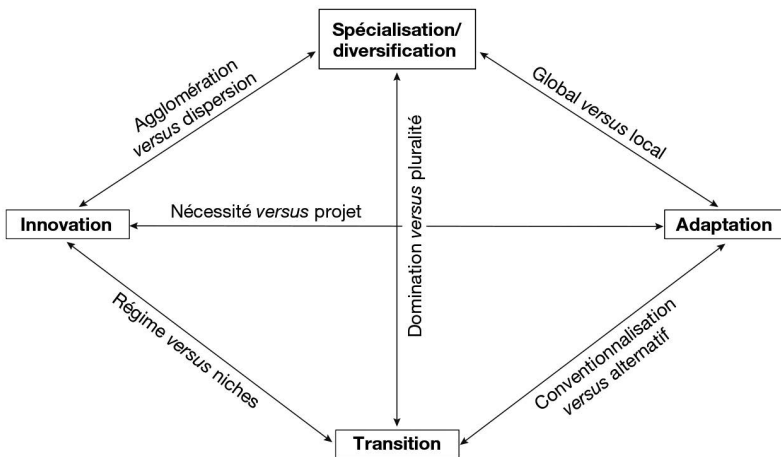 Spécialisation/
diversification
Agglomération
versus dispersion
Global versus local
Domination versus pluralité
Nécessité versus projet
Innovation
Adaptation
Régime versus niches
Conventionnalisation
versus alternatif
Transition